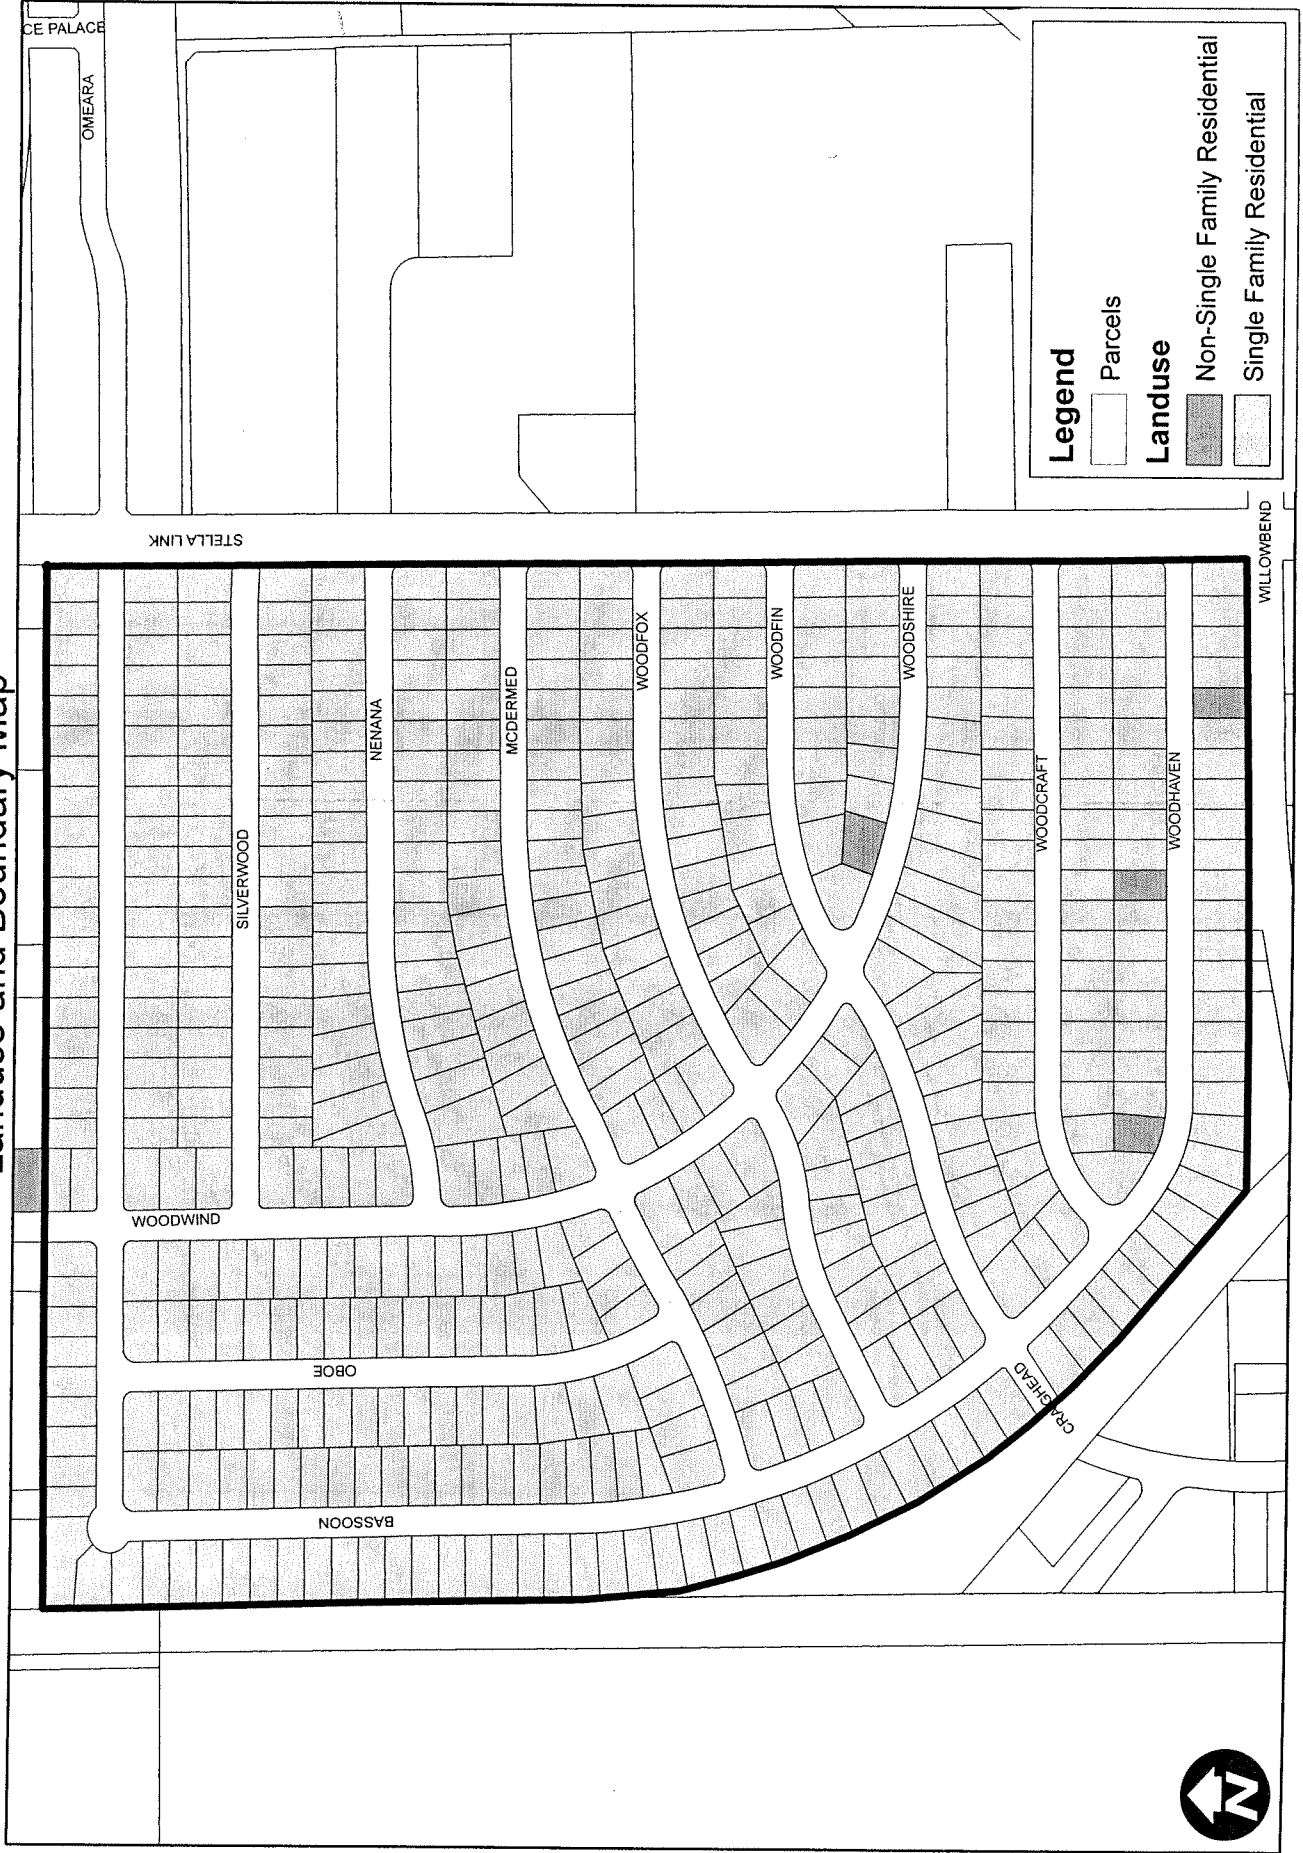 Landuse and Boundary Map
CE PALACE
OMEARA
STELLA LINK
SILVERWOOD
NENANA
MCDERMED
WOODFOX
WOODFIN
WOODSHIRE
WOODCRAFT
WOODHAVEN
WILLOWBEND
WOODWIND
OBOE
BASSOON
CRAIGHEAD
Legend
Parcels
Landuse
Non-Single Family Residential
Single Family Residential
N